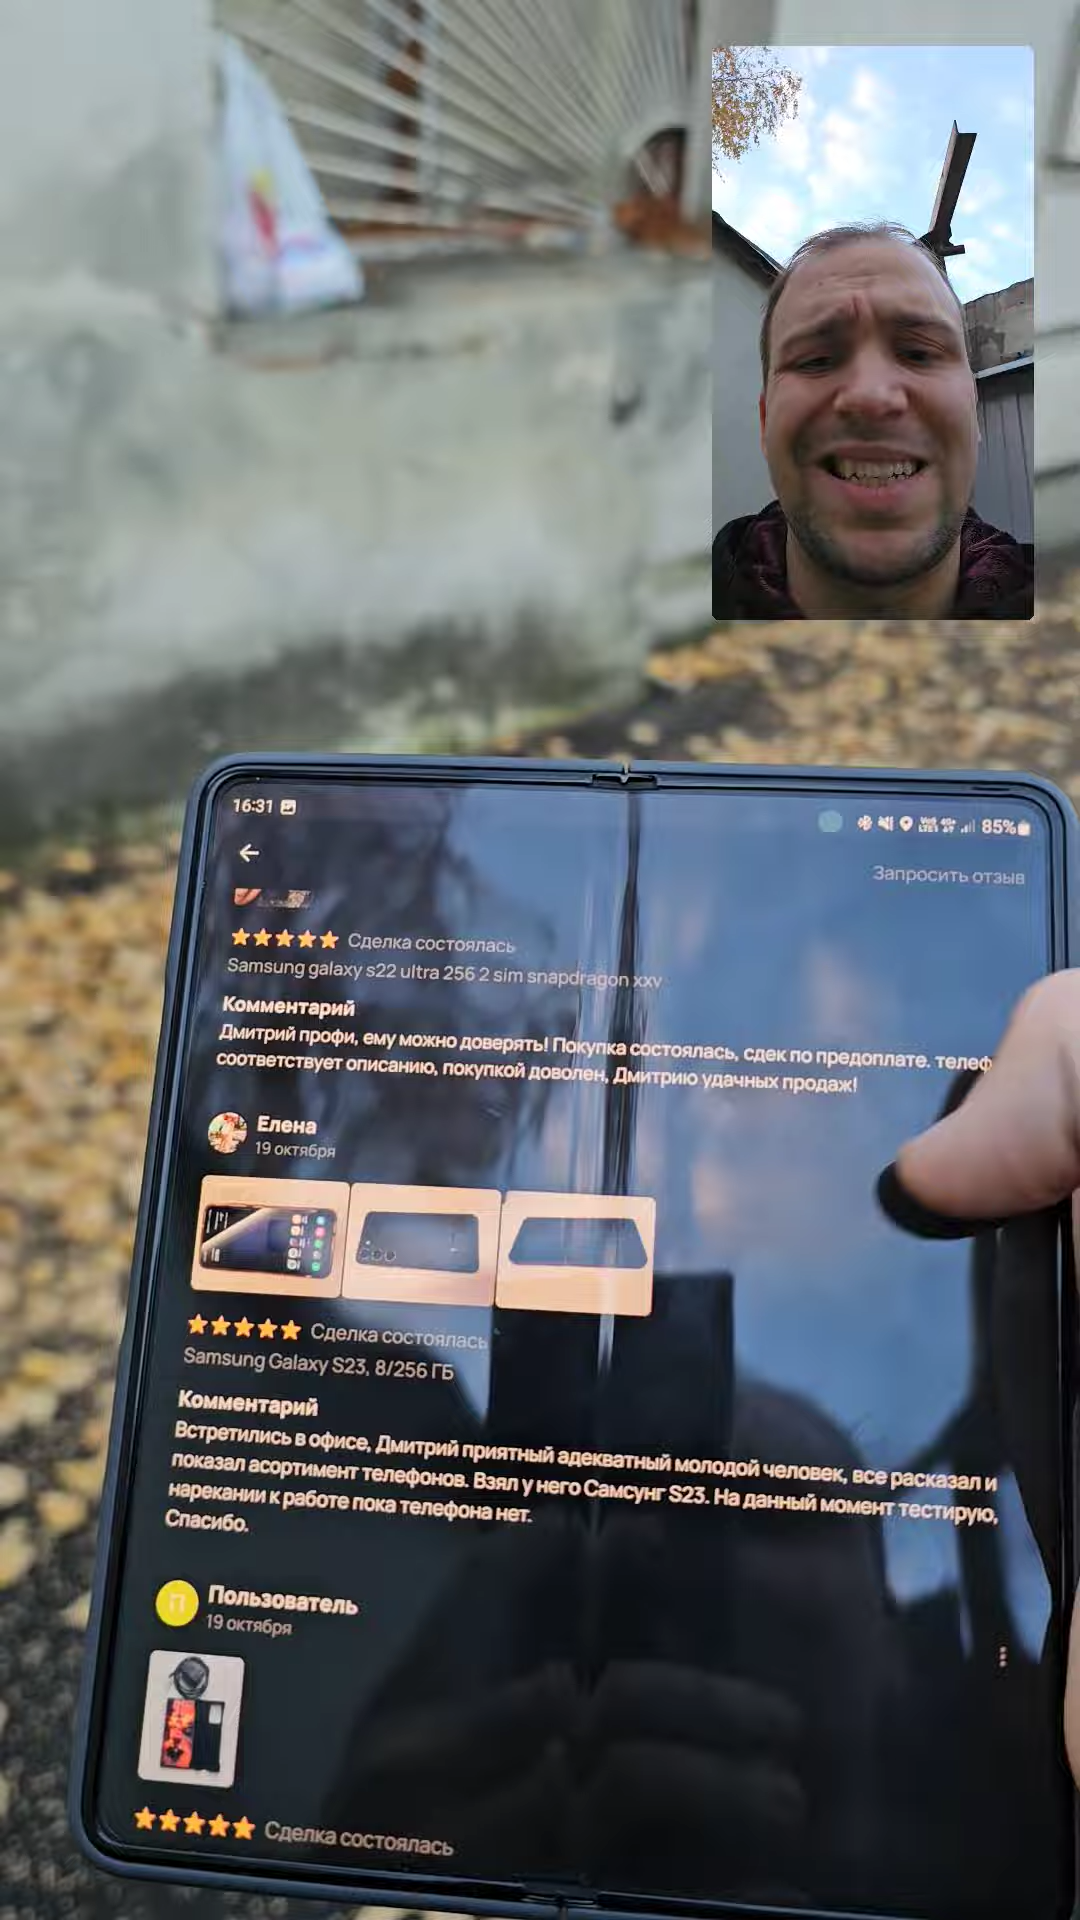 16:31
85%
Запросить отзыв
Сделка состоялась
Samsung galaxy s22 ultra 256 2 sim snapdragon xxv
Комментарий
Дмитрий профи, ему можно доверять! Покупка состоялась, сдек по предоплате. телеф
соответствует описанию, покупкой доволен, Дмитрию удачных продаж!
Елена
19 октября
Сделка состоялась
Samsung Galaxy S23, 8/256 ГБ
Комментарий
Встретились в офисе, Дмитрий приятный адекватный молодой человек, все расказал и
показал асортимент телефонов. Взял у него Самсунг S23. На данный момент тестирую,
нарекании к работе пока телефона нет.
Спасибо.
П
Пользователь
19 октября
Сделка состоялась